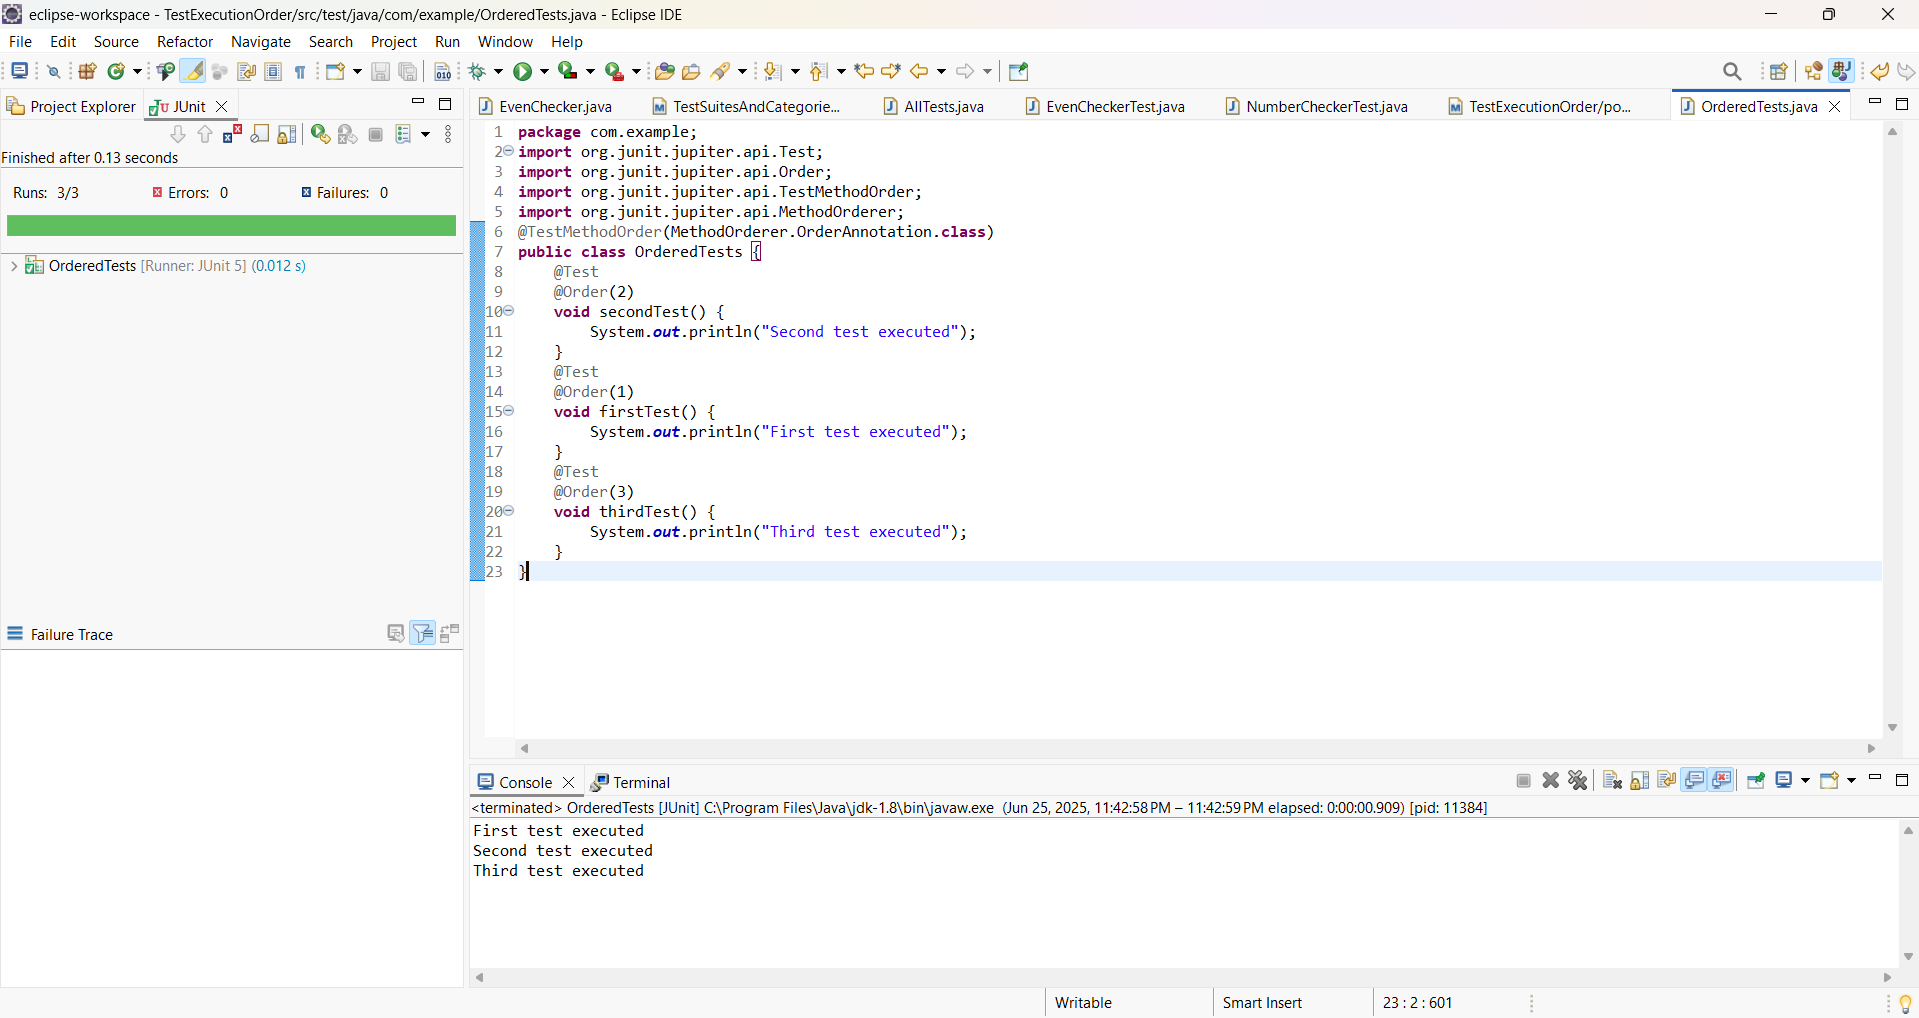 eclipse-workspace - TestExecutionOrder/src/test/java/com/example/OrderedTests.java - Eclipse IDE
File Edit Source Refactor Navigate Search Project Run Window Help
Project Explorer JUnit
Finished after 0.13 seconds
Runs: 3/3 Errors: 0 Failures: 0
OrderedTests [Runner: JUnit 5] (0.012 s)
Failure Trace
EvenChecker.java TestSuitesAndCategorie... AllTests.java EvenCheckerTest.java NumberCheckerTest.java TestExecutionOrder/po... OrderedTests.java
1 package com.example;
2 import org.junit.jupiter.api.Test;
3 import org.junit.jupiter.api.Order;
4 import org.junit.jupiter.api.TestMethodOrder;
5 import org.junit.jupiter.api.MethodOrderer;
6 @TestMethodOrder(MethodOrderer.OrderAnnotation.class)
7 public class OrderedTests {
8 @Test
9 @Order(2)
10 void secondTest() {
11 System.out.println("Second test executed");
12 }
13 @Test
14 @Order(1)
15 void firstTest() {
16 System.out.println("First test executed");
17 }
18 @Test
19 @Order(3)
20 void thirdTest() {
21 System.out.println("Third test executed");
22 }
23 }
Console Terminal
<terminated> OrderedTests [JUnit] C:\Program Files\Java\jdk-1.8\bin\javaw.exe (Jun 25, 2025, 11:42:58 PM – 11:42:59 PM elapsed: 0:00:00.909) [pid: 11384]
First test executed
Second test executed
Third test executed
Writable Smart Insert 23 : 2 : 601